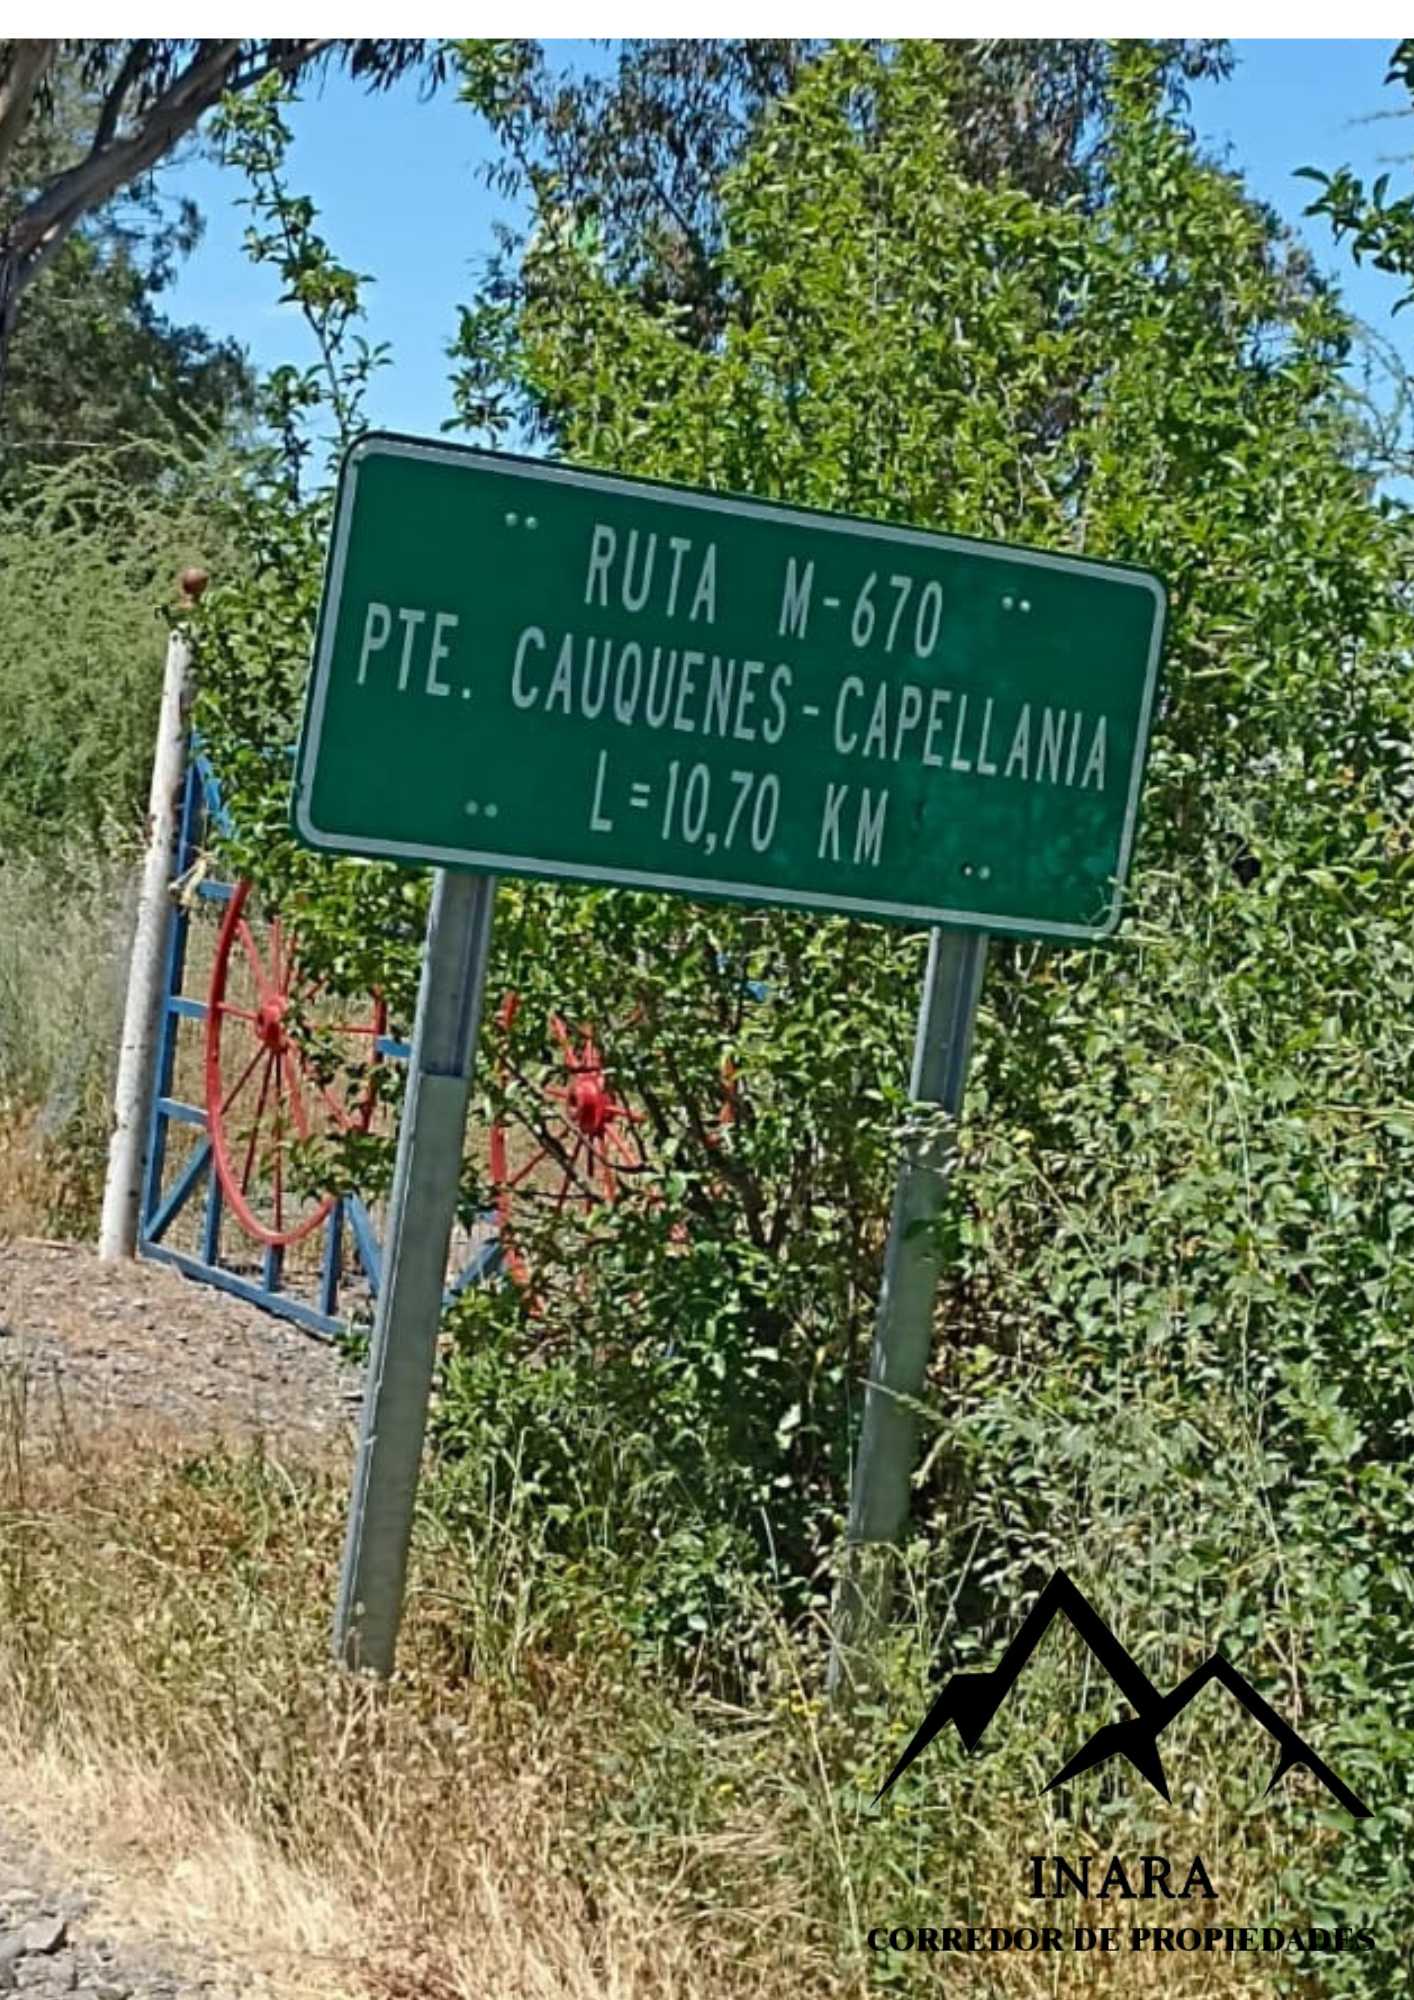 RUTA M-670
PTE. CAUQUENES-CAPELLANIA
L=10,70 KM
INARA
CORREDOR DE PROPIEDADES